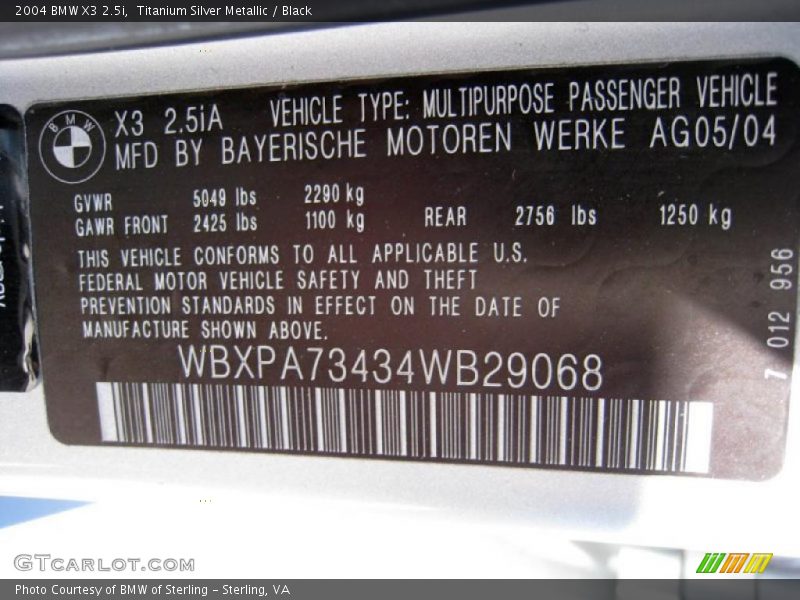 2004 BMW X3 2.5i, Titanium Silver Metallic / Black
BMW
X3 2.5iA VEHICLE TYPE: MULTIPURPOSE PASSENGER VEHICLE
MFD BY BAYERISCHE MOTOREN WERKE AG05/04
GVWR 5049 lbs 2290 kg
GAWR FRONT 2425 lbs 1100 kg REAR 2756 lbs 1250 kg
THIS VEHICLE CONFORMS TO ALL APPLICABLE U.S.
FEDERAL MOTOR VEHICLE SAFETY AND THEFT
PREVENTION STANDARDS IN EFFECT ON THE DATE OF
MANUFACTURE SHOWN ABOVE.
WBXPA73434WB29068
7 012 956
GTCARLOT.COM
Photo Courtesy of BMW of Sterling - Sterling, VA